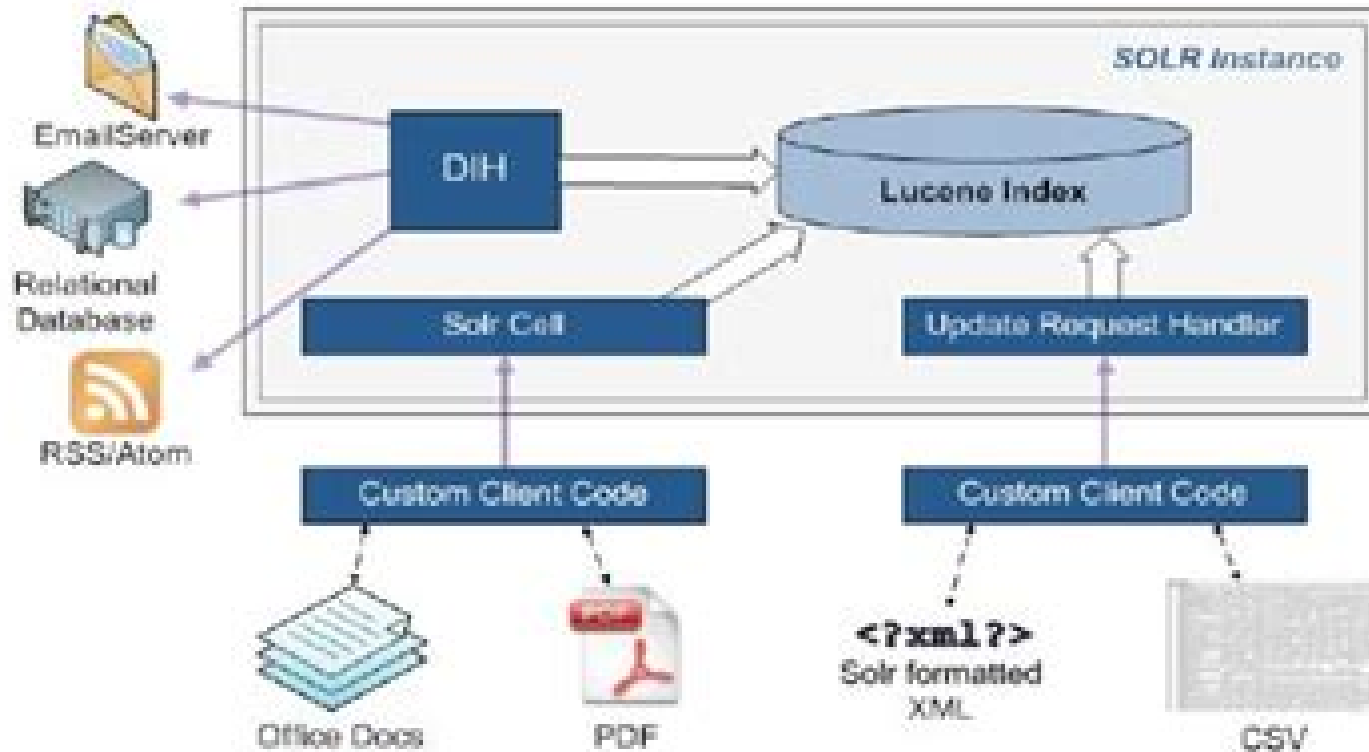 SOLR Instance
EmailServer
DIH
Lucene Index
Relational
Database
Solr Cell
Update Request Handler
RSS/Atom
Custom Client Code
Custom Client Code
PDF
<?xml?>
Solr formatted
XML
Office Docs
PDF
CSV